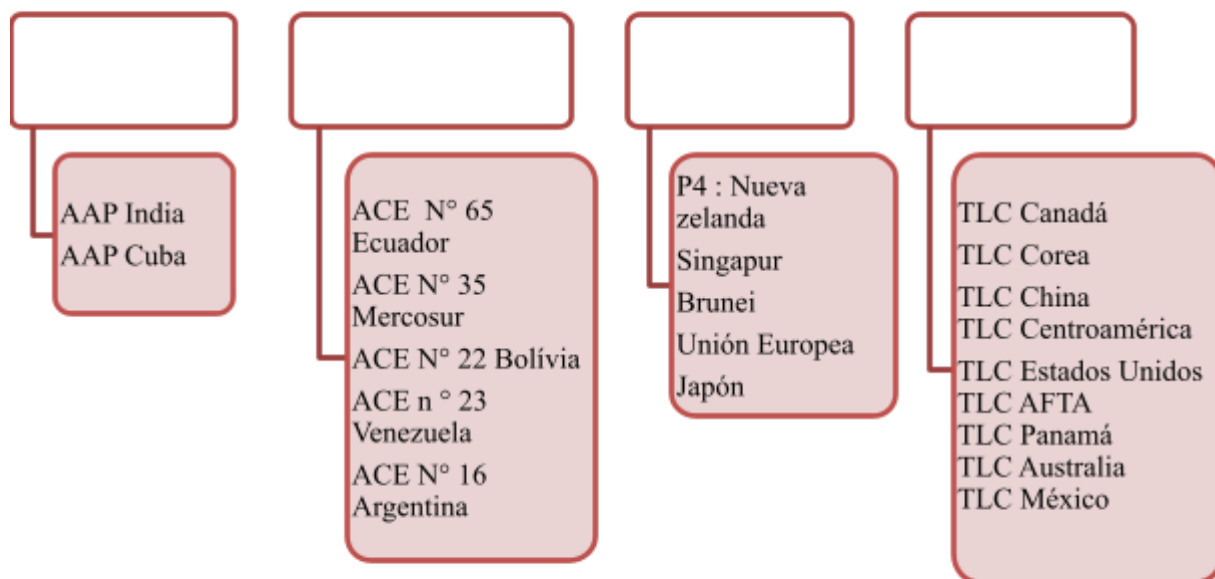 AAP India
AAP Cuba
ACE N° 65
Ecuador
ACE N° 35
Mercosur
ACE N° 22 Bolívia
ACE n ° 23
Venezuela
ACE N° 16
Argentina
P4 : Nueva
zelanda
Singapur
Brunei
Unión Europea
Japón
TLC Canadá
TLC Corea
TLC China
TLC Centroamérica
TLC Estados Unidos
TLC AFTA
TLC Panamá
TLC Australia
TLC México